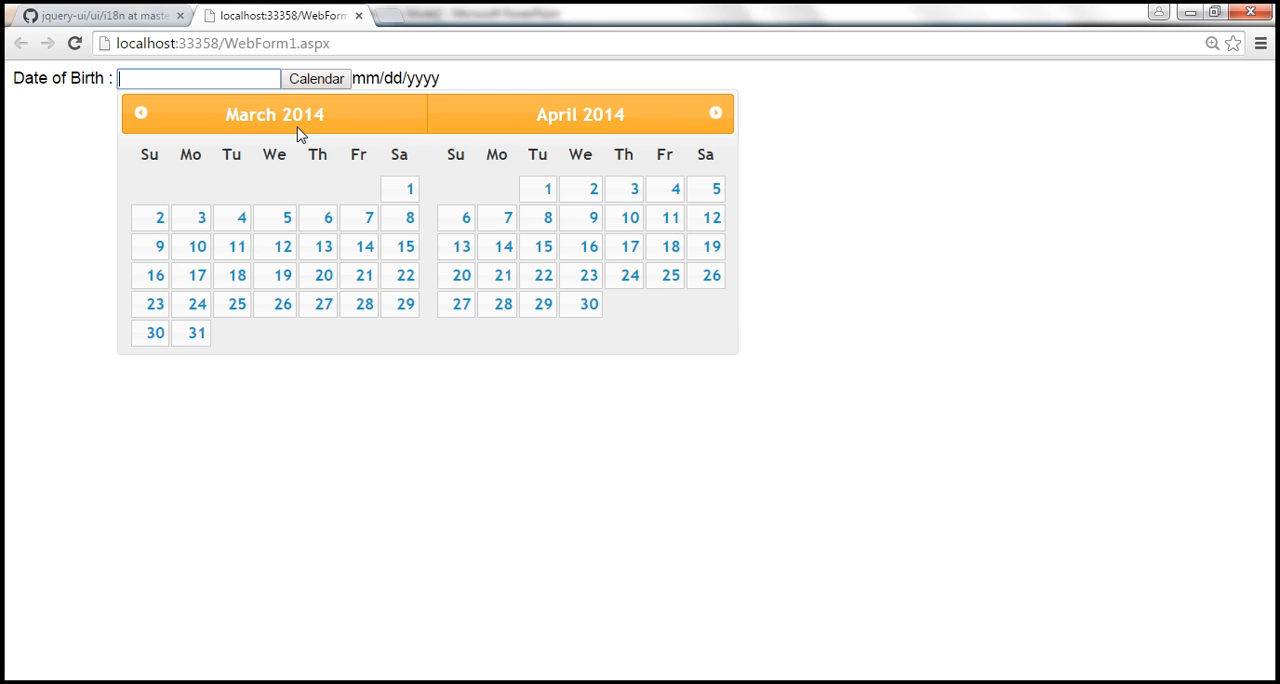 jquery-ui/ui/i18n at maste
localhost:33358/WebForm
localhost:33358/WebForm1.aspx
Date of Birth :
Calendar
mm/dd/yyyy
March 2014
April 2014
Su Mo Tu We Th Fr Sa Su Mo Tu We Th Fr Sa
1 1 2 3 4 5
2 3 4 5 6 7 8 6 7 8 9 10 11 12
9 10 11 12 13 14 15 13 14 15 16 17 18 19
16 17 18 19 20 21 22 20 21 22 23 24 25 26
23 24 25 26 27 28 29 27 28 29 30
30 31